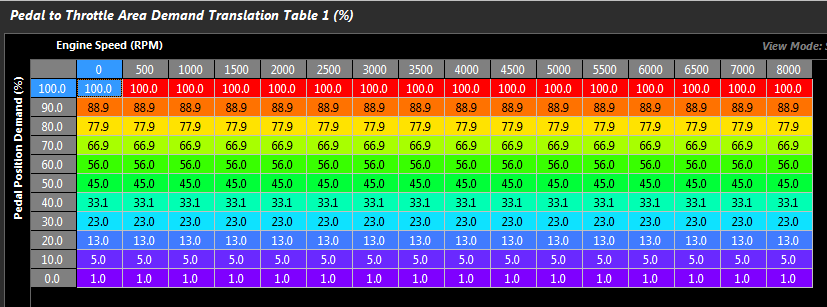 Pedal to Throttle Area Demand Translation Table 1 (%)
Engine Speed (RPM)
View Mode:
Pedal Position Demand (%)
0 500 1000 1500 2000 2500 3000 3500 4000 4500 5000 5500 6000 6500 7000 8000
100.0 100.0 100.0 100.0 100.0 100.0 100.0 100.0 100.0 100.0 100.0 100.0 100.0 100.0 100.0 100.0 100.0
90.0 88.9 88.9 88.9 88.9 88.9 88.9 88.9 88.9 88.9 88.9 88.9 88.9 88.9 88.9 88.9 88.9
80.0 77.9 77.9 77.9 77.9 77.9 77.9 77.9 77.9 77.9 77.9 77.9 77.9 77.9 77.9 77.9 77.9
70.0 66.9 66.9 66.9 66.9 66.9 66.9 66.9 66.9 66.9 66.9 66.9 66.9 66.9 66.9 66.9 66.9
60.0 56.0 56.0 56.0 56.0 56.0 56.0 56.0 56.0 56.0 56.0 56.0 56.0 56.0 56.0 56.0 56.0
50.0 45.0 45.0 45.0 45.0 45.0 45.0 45.0 45.0 45.0 45.0 45.0 45.0 45.0 45.0 45.0 45.0
40.0 33.1 33.1 33.1 33.1 33.1 33.1 33.1 33.1 33.1 33.1 33.1 33.1 33.1 33.1 33.1 33.1
30.0 23.0 23.0 23.0 23.0 23.0 23.0 23.0 23.0 23.0 23.0 23.0 23.0 23.0 23.0 23.0 23.0
20.0 13.0 13.0 13.0 13.0 13.0 13.0 13.0 13.0 13.0 13.0 13.0 13.0 13.0 13.0 13.0 13.0
10.0 5.0 5.0 5.0 5.0 5.0 5.0 5.0 5.0 5.0 5.0 5.0 5.0 5.0 5.0 5.0 5.0
0.0 1.0 1.0 1.0 1.0 1.0 1.0 1.0 1.0 1.0 1.0 1.0 1.0 1.0 1.0 1.0 1.0